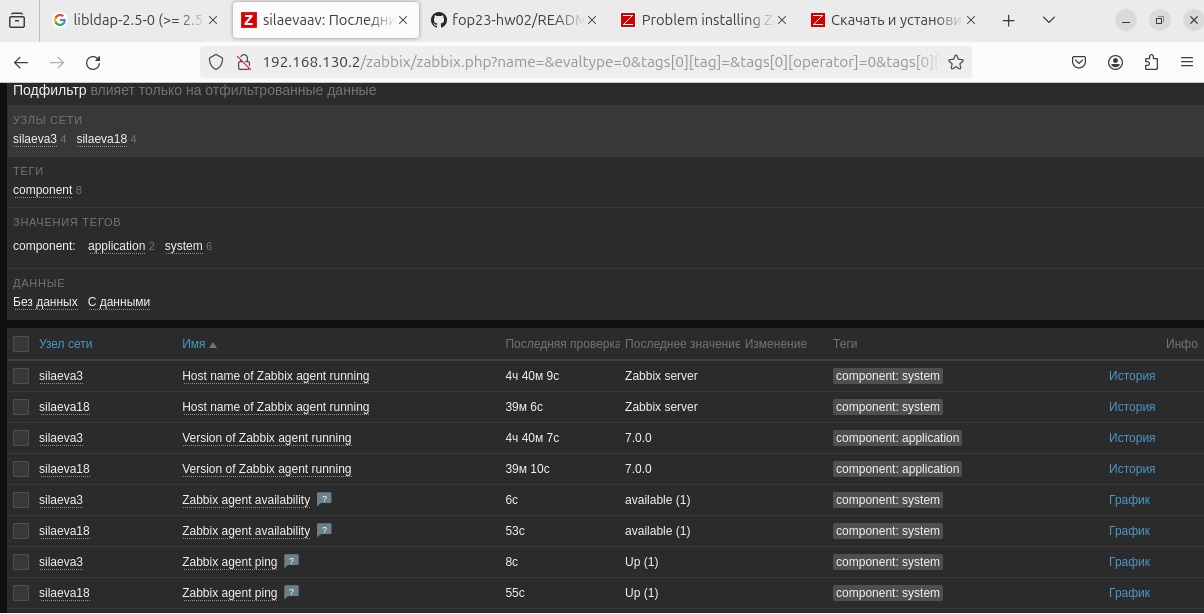 libldap-2.5-0 (>= 2.5 silaevaav: Последни fop23-hw02/READM Problem installing Z Скачать и установи
192.168.130.2/zabbix/zabbix.php?name=&evaltype=0&tags[0][tag]=&tags[0][operator]=0&tags[0][
Подфильтр влияет только на отфильтрованные данные
УЗЛЫ СЕТИ
silaeva3 4 silaeva18 4
ТЕГИ
component 8
ЗНАЧЕНИЯ ТЕГОВ
component: application 2 system 6
ДАННЫЕ
Без данных С данными
Узел сети Имя Последняя проверка Последнее значение Изменение Теги Инфо
silaeva3 Host name of Zabbix agent running 4ч 40м 9с Zabbix server component: system История
silaeva18 Host name of Zabbix agent running 39м 6с Zabbix server component: system История
silaeva3 Version of Zabbix agent running 4ч 40м 7с 7.0.0 component: application История
silaeva18 Version of Zabbix agent running 39м 10с 7.0.0 component: application История
silaeva3 Zabbix agent availability ? 6с available (1) component: system График
silaeva18 Zabbix agent availability ? 53с available (1) component: system График
silaeva3 Zabbix agent ping ? 8с Up (1) component: system График
silaeva18 Zabbix agent ping ? 55с Up (1) component: system График